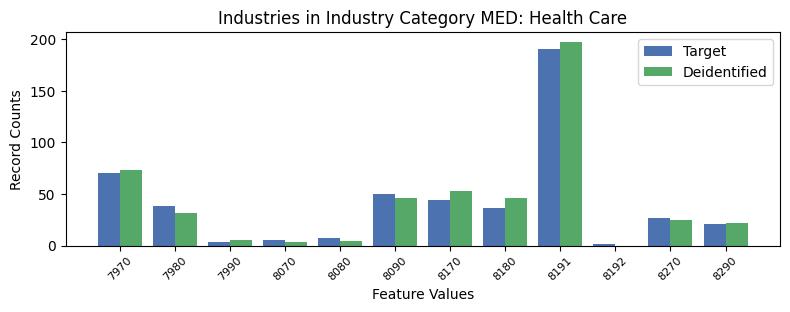 Industries in Industry Category MED: Health Care
200
150
100
50
0
Record Counts
Target
Deidentified
7970 7980 7990 8070 8080 8090 8170 8180 8191 8192 8270 8290
Feature Values